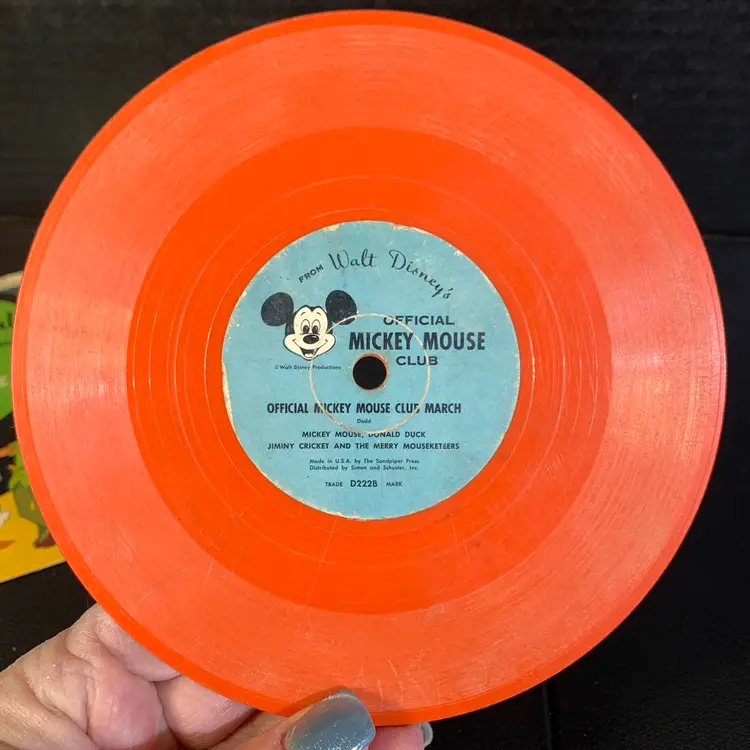 FROM Walt Disney's
OFFICIAL
MICKEY MOUSE
CLUB
© Walt Disney Productions
OFFICIAL MICKEY MOUSE CLUB MARCH
Dodd
MICKEY MOUSE, DONALD DUCK
JIMINY CRICKET AND THE MERRY MOUSEKETEERS
Made in U.S.A. by The Sandpiper Press
Distributed by Simon and Schuster, Inc.
TRADE D222B MARK